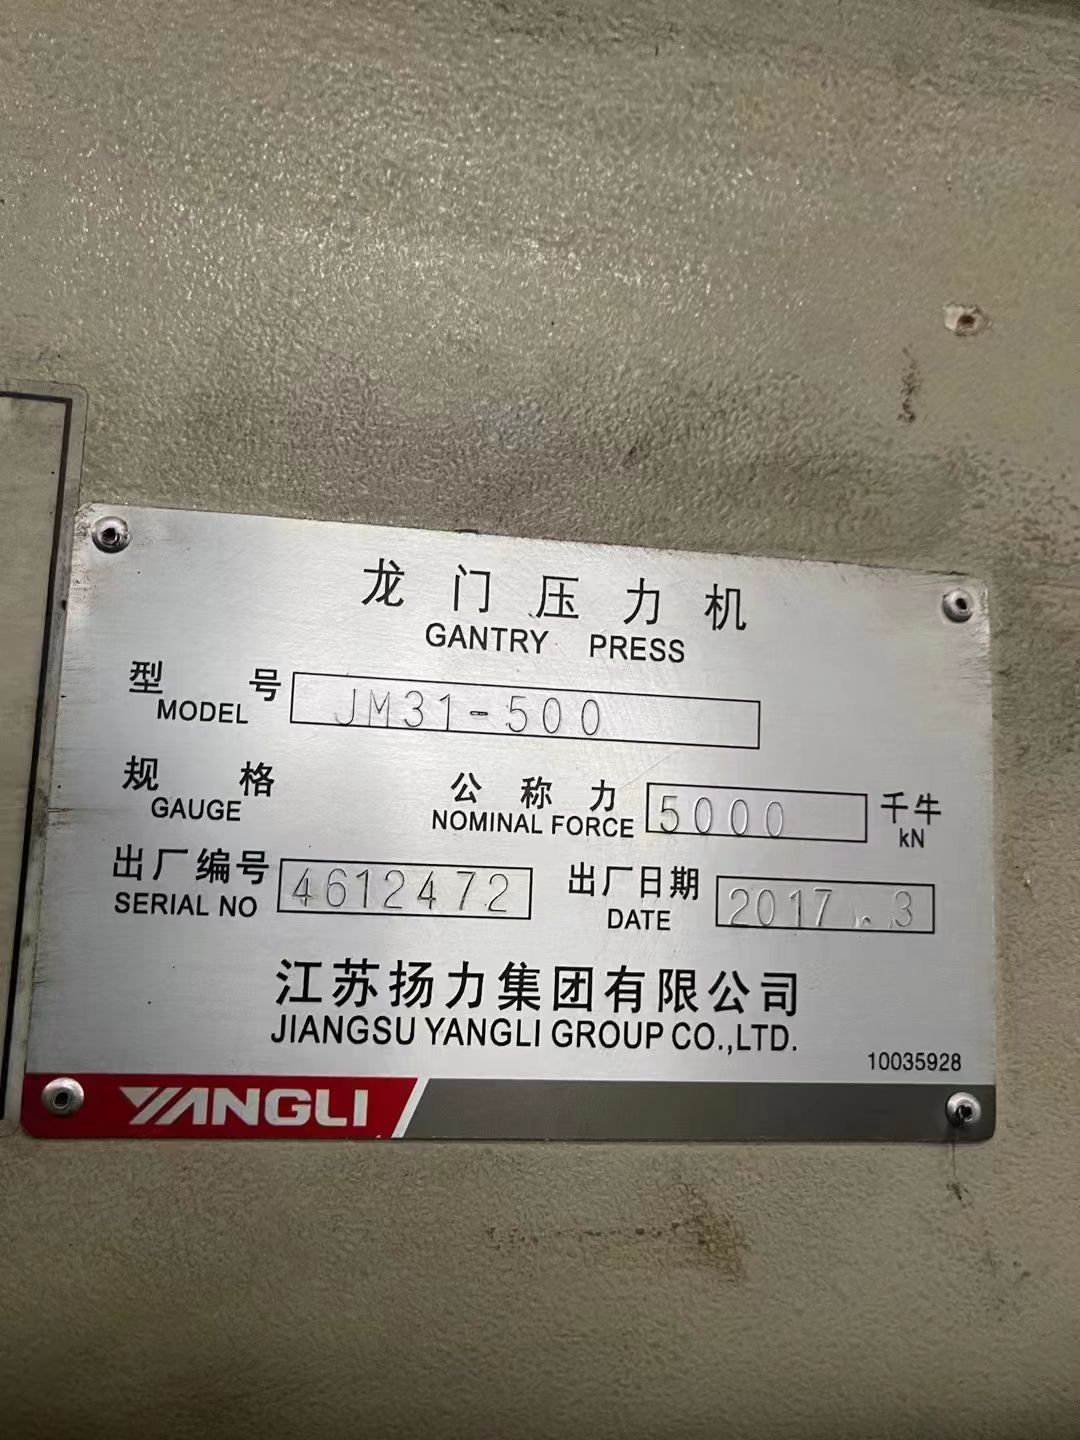 龙门压力机
GANTRY PRESS
型号 JM31-500
MODEL
规格 公称力 5000 千牛
GAUGE NOMINAL FORCE kN
出厂编号 4612472 出厂日期 2017..3
SERIAL NO DATE
江苏扬力集团有限公司
JIANGSU YANGLI GROUP CO.,LTD.
10035928
YANGLI